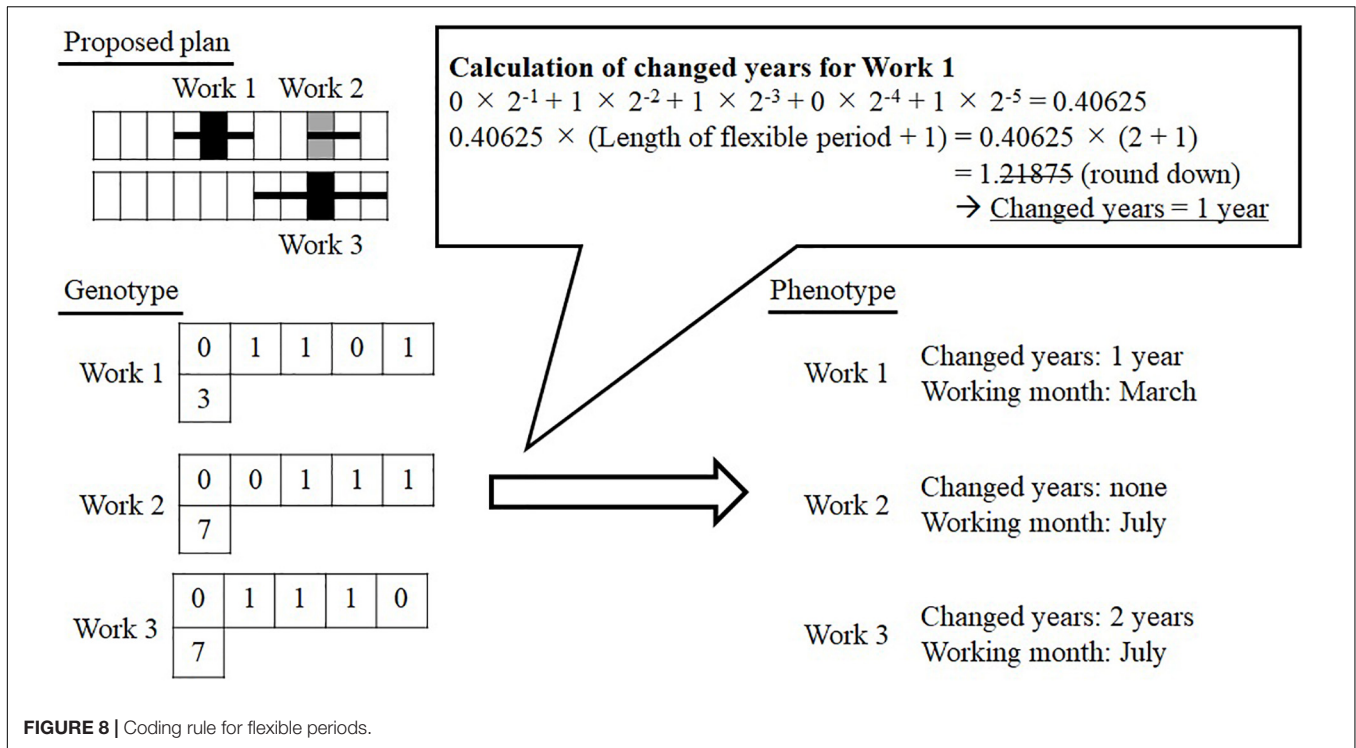 Proposed plan
Work 1 Work 2
Work 3
Calculation of changed years for Work 1
0 × 2⁻¹ + 1 × 2⁻² + 1 × 2⁻³ + 0 × 2⁻⁴ + 1 × 2⁻⁵ = 0.40625
0.40625 × (Length of flexible period + 1) = 0.40625 × (2 + 1)
= 1.21875 (round down)
→ Changed years = 1 year
Genotype
Work 1
0 1 1 0 1
3
Work 2
0 0 1 1 1
7
Work 3
0 1 1 1 0
7
Phenotype
Work 1
Changed years: 1 year
Working month: March
Work 2
Changed years: none
Working month: July
Work 3
Changed years: 2 years
Working month: July
FIGURE 8 | Coding rule for flexible periods.